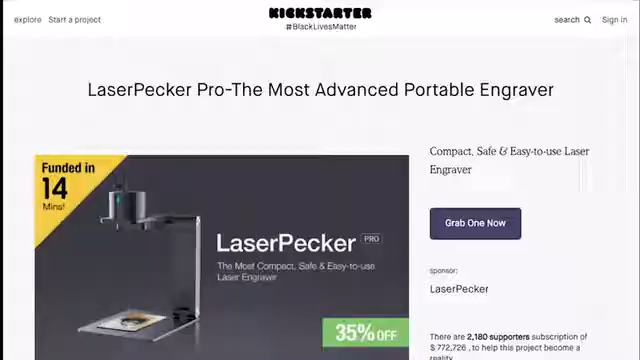 explore Start a project KICKSTARTER search Sign in
#BlackLivesMatter
LaserPecker Pro-The Most Advanced Portable Engraver
Funded in
14
Mins!
LaserPecker PRO
The Most Compact, Safe & Easy-to-use
Laser Engraver
35% OFF
Compact, Safe & Easy-to-use Laser
Engraver
Grab One Now
sponsor:
LaserPecker
There are 2,180 supporters subscription of
$ 772,726 , to help this project become a
reality